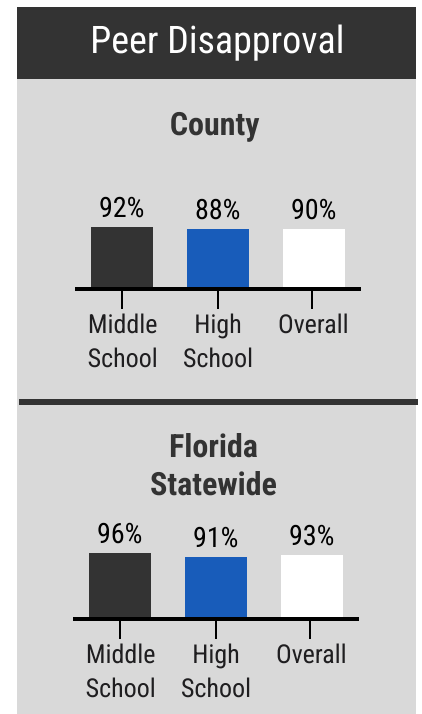 Peer Disapproval
County
92% 88% 90%
Middle School
High School
Overall
Florida
Statewide
96% 91% 93%
Middle School
High School
Overall